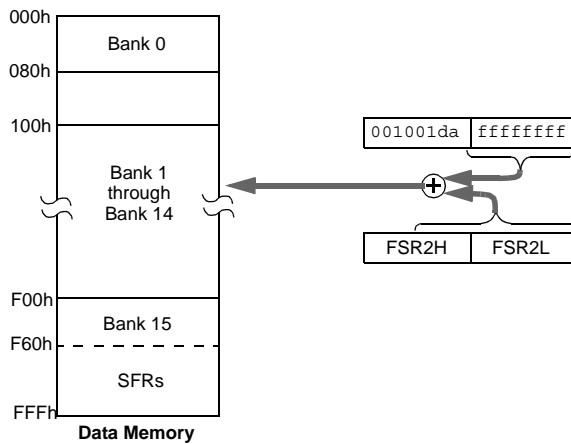 000h
Bank 0
080h
100h
001001da ffffffff
Bank 1
through
Bank 14
FSR2H FSR2L
F00h
Bank 15
F60h
SFRs
FFFh
Data Memory